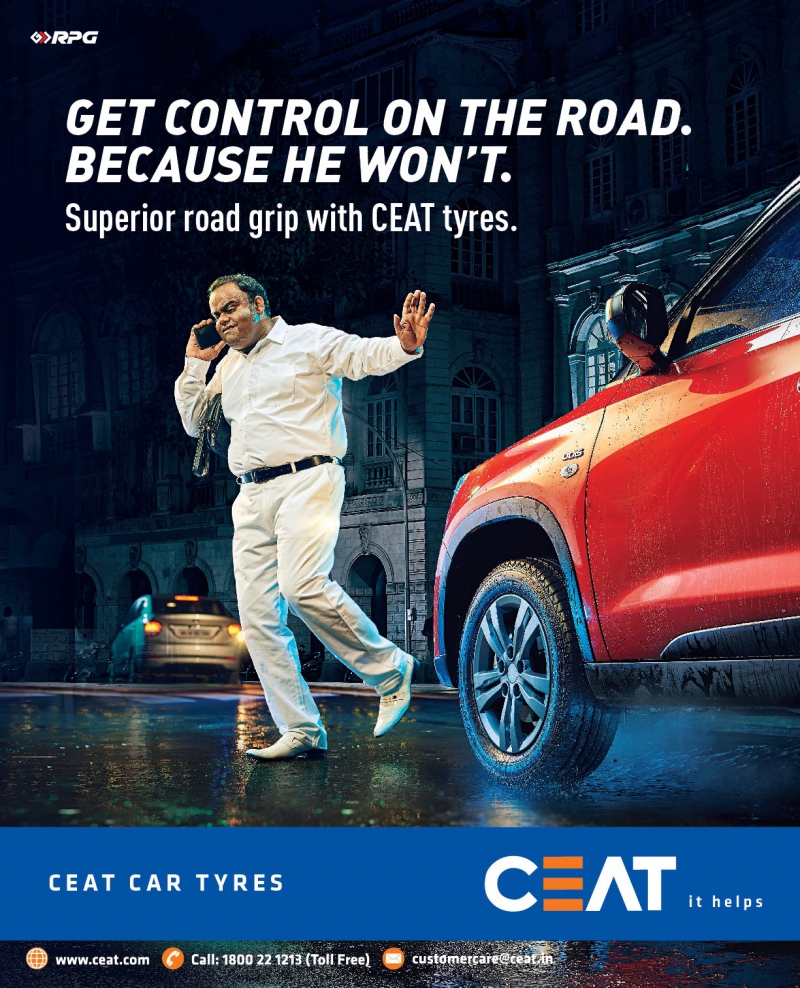 RPG
GET CONTROL ON THE ROAD.
BECAUSE HE WON'T.
Superior road grip with CEAT tyres.
DDiS
CEAT CAR TYRES
CEAT it helps
www.ceat.com Call: 1800 22 1213 (Toll Free) customercare@ceat.in